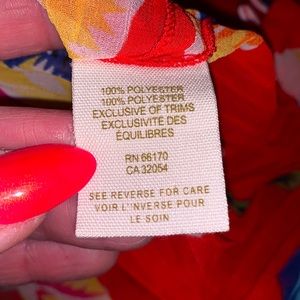 100% POLYESTER
100% POLYESTER
EXCLUSIVE OF TRIMS
EXCLUSIVITE DES
ÉQUILIBRES
RN 66170
CA 32054
SEE REVERSE FOR CARE
VOIR L'INVERSE POUR
LE SOIN